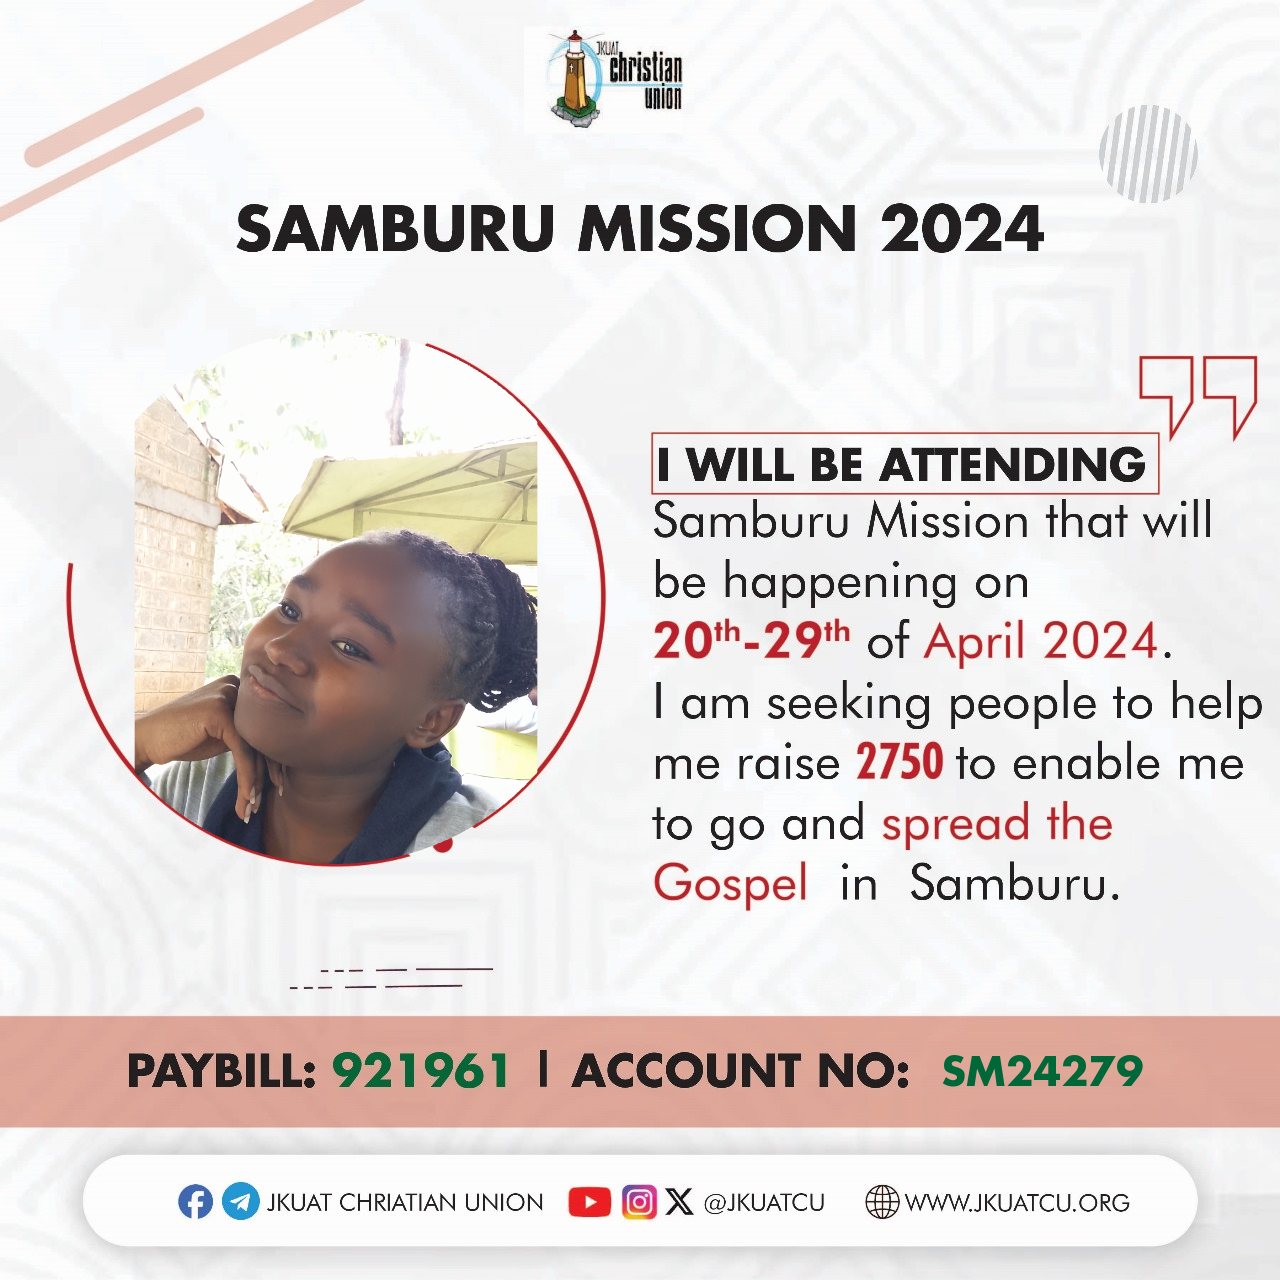 JKUAT
christian
union
SAMBURU MISSION 2024
I WILL BE ATTENDING
Samburu Mission that will
be happening on
20th-29th of April 2024.
I am seeking people to help
me raise 2750 to enable me
to go and spread the
Gospel in Samburu.
PAYBILL: 921961 | ACCOUNT NO: SM24279
JKUAT CHRIATIAN UNION @JKUATCU WWW.JKUATCU.ORG